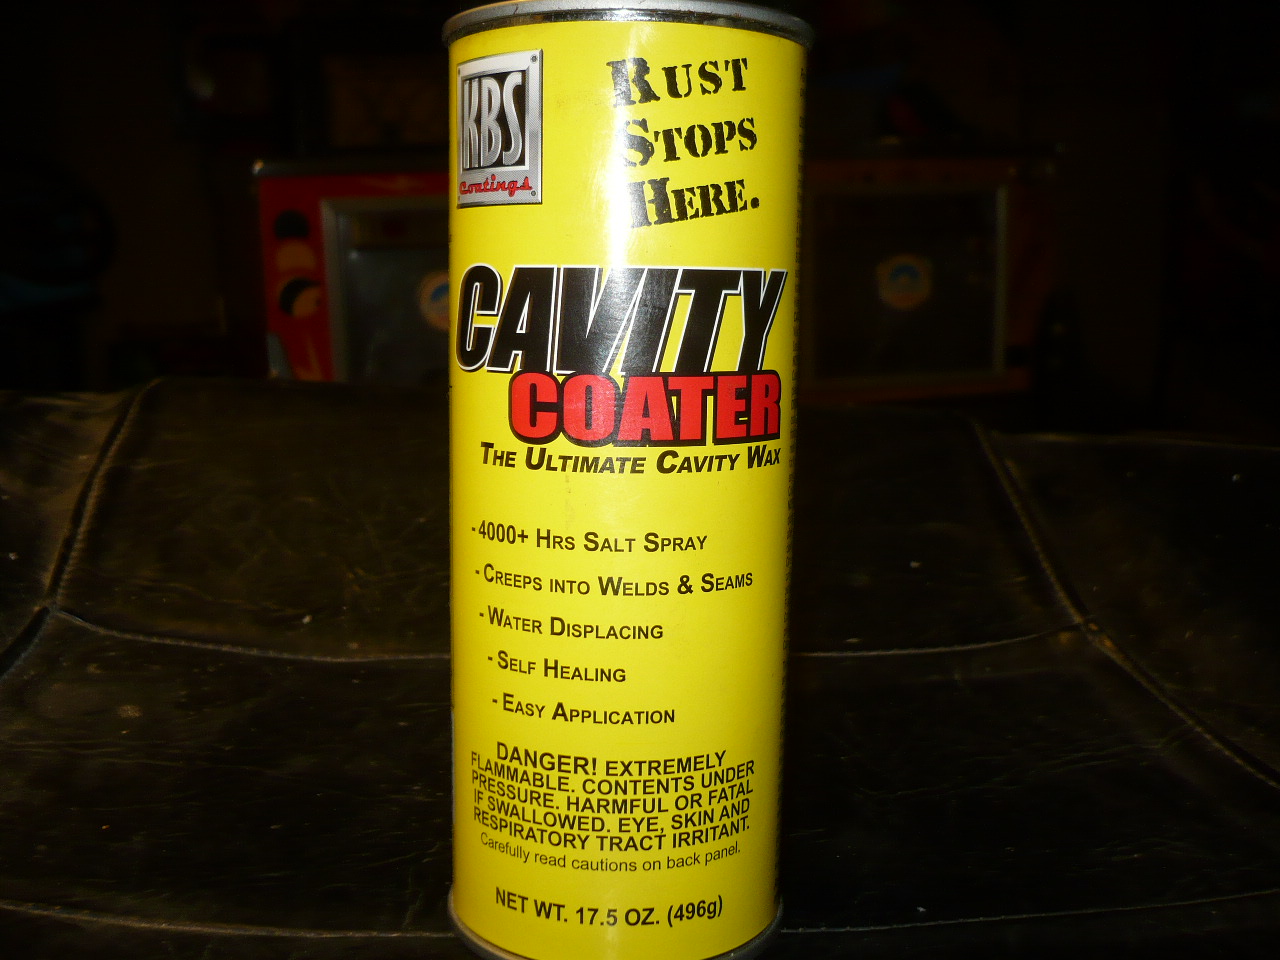 KBS
Coatings
RUST
STOPS
HERE.
CAVITY
COATER
THE ULTIMATE CAVITY WAX
- 4000+ HRS SALT SPRAY
- CREEPS INTO WELDS & SEAMS
- WATER DISPLACING
- SELF HEALING
- EASY APPLICATION
DANGER! EXTREMELY
FLAMMABLE. CONTENTS UNDER
PRESSURE. HARMFUL OR FATAL
IF SWALLOWED. EYE, SKIN AND
RESPIRATORY TRACT IRRITANT.
Carefully read cautions on back panel.
NET WT. 17.5 OZ. (496g)